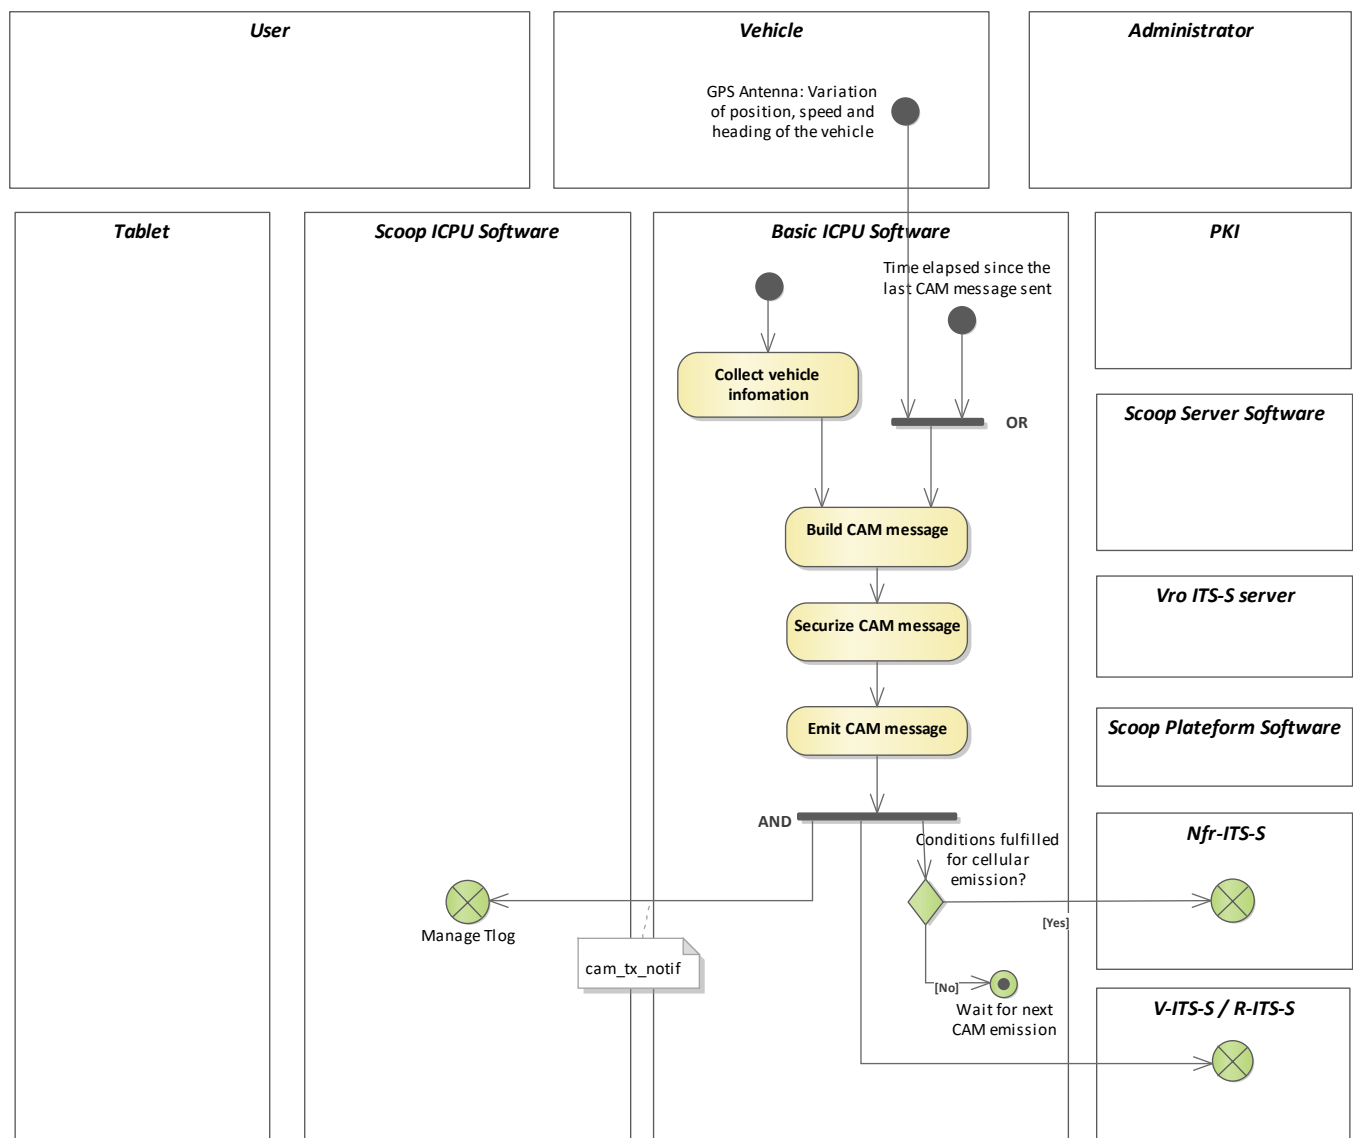 User
Vehicle
Administrator
GPS Antenna: Variation
of position, speed and
heading of the vehicle
Tablet
Scoop ICPU Software
Basic ICPU Software
PKI
Time elapsed since the
last CAM message sent
Collect vehicle
infomation
OR
Scoop Server Software
Build CAM message
Vro ITS-S server
Securize CAM message
Scoop Plateform Software
Emit CAM message
AND
Nfr-ITS-S
Conditions fulfilled
for cellular
emission?
[Yes]
Manage Tlog
cam_tx_notif
[No]
Wait for next
CAM emission
V-ITS-S / R-ITS-S